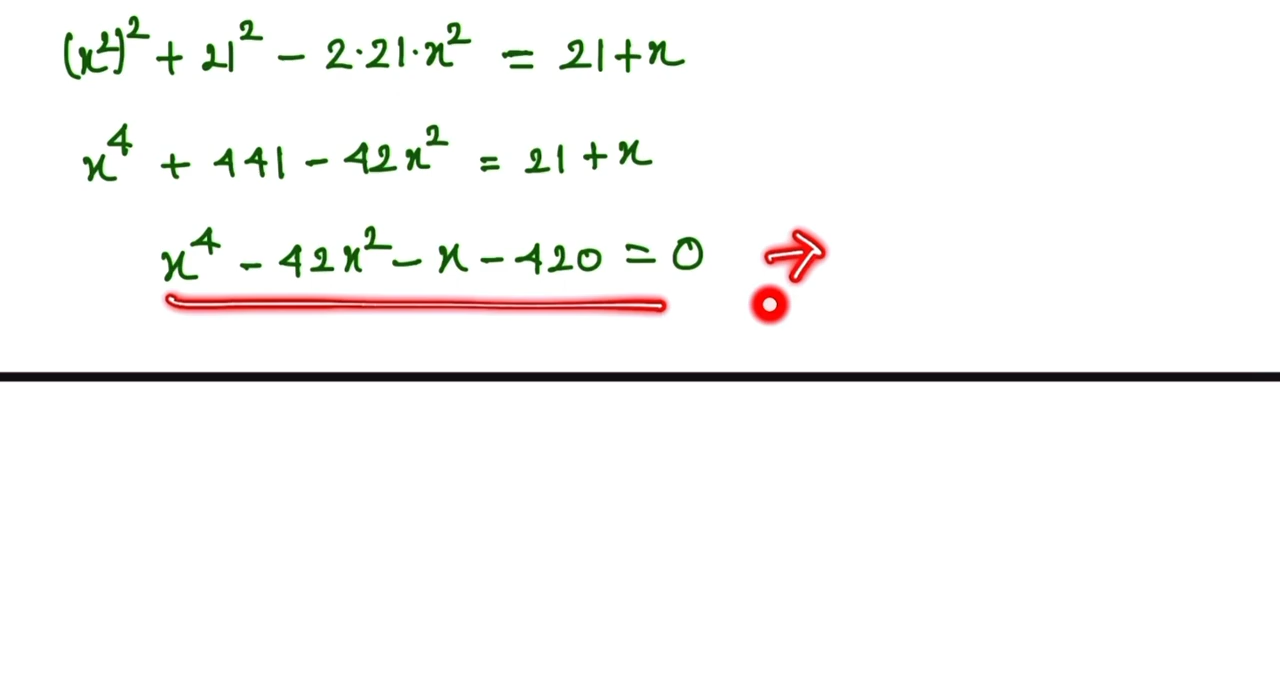 (x²)² + 21² - 2·21·x² = 21+x
x⁴ + 441 - 42x² = 21+x
x⁴ - 42x² - x - 420 = 0 →